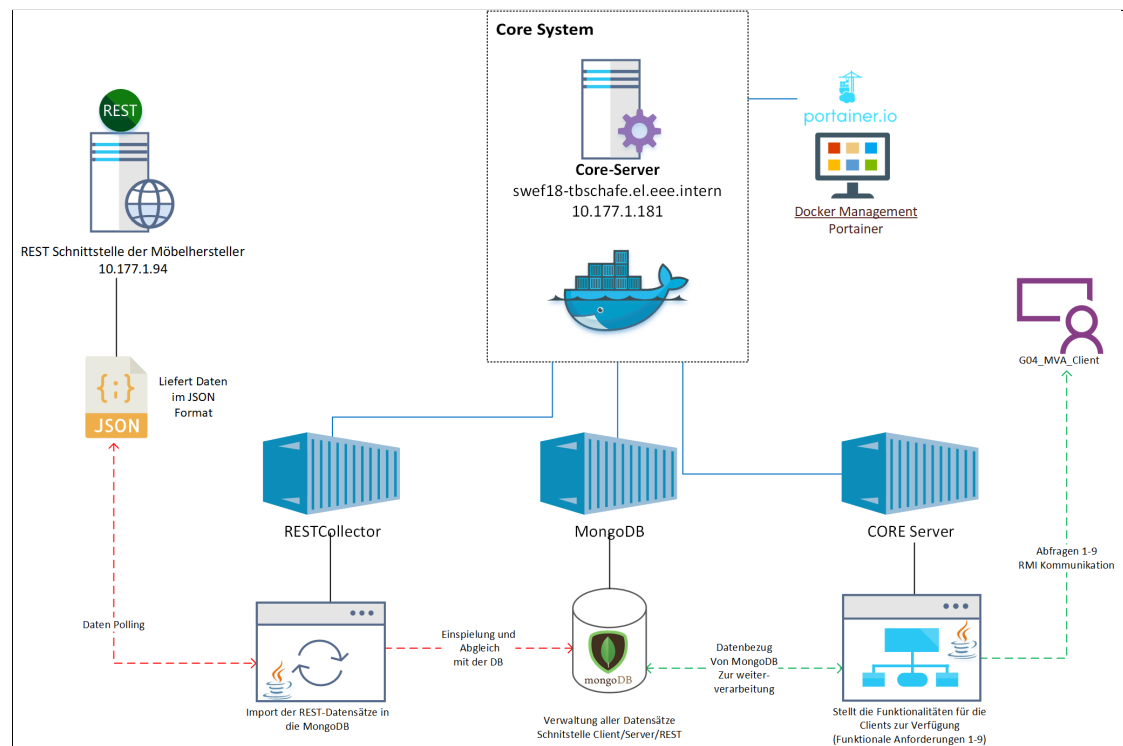 Core System
REST
portainer.io
Core-Server
swef18-tbschafe.el.eee.intern
10.177.1.181
Docker Management
Portainer
REST Schnittstelle der Möbelhersteller
10.177.1.94
{;}
JSON
Liefert Daten
im JSON
Format
G04_MVA_Client
RESTCollector
MongoDB
CORE Server
Abfragen 1-9
RMI Kommunikation
Daten Polling
Einspielung und
Abgleich
mit der DB
mongoDB
Datenbezug
Von MongoDB
Zur weiter-
verarbeitung
Java
Java
Import der REST-Datensätze in
die MongoDB
Verwaltung aller Datensätze
Schnitstelle Client/Server/REST
Stellt die Funktionalitäten für die
Clients zur Verfügung
(Funktionale Anforderungen 1-9)